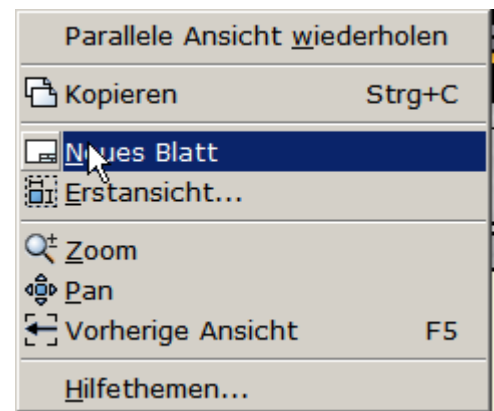 Parallele Ansicht wiederholen
Kopieren Strg+C
Neues Blatt
Erstansicht...
Zoom
Pan
Vorherige Ansicht F5
Hilfethemen...